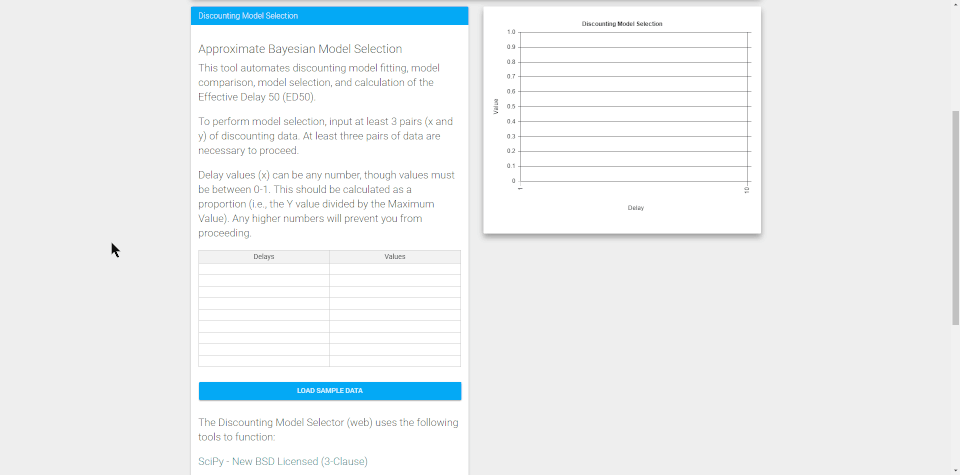 Discounting Model Selection
Approximate Bayesian Model Selection
This tool automates discounting model fitting, model
comparison, model selection, and calculation of the
Effective Delay 50 (ED50).
To perform model selection, input at least 3 pairs (x and
y) of discounting data. At least three pairs of data are
necessary to proceed.
Delay values (x) can be any number, though values must
be between 0-1. This should be calculated as a
proportion (i.e., the Y value divided by the Maximum
Value). Any higher numbers will prevent you from
proceeding.
Delays Values
LOAD SAMPLE DATA
The Discounting Model Selector (web) uses the following
tools to function:
SciPy - New BSD Licensed (3-Clause)
Discounting Model Selection
1.0
0.9
0.8
0.7
0.6
0.5
0.4
0.3
0.2
0.1
0
Value
1 10
Delay